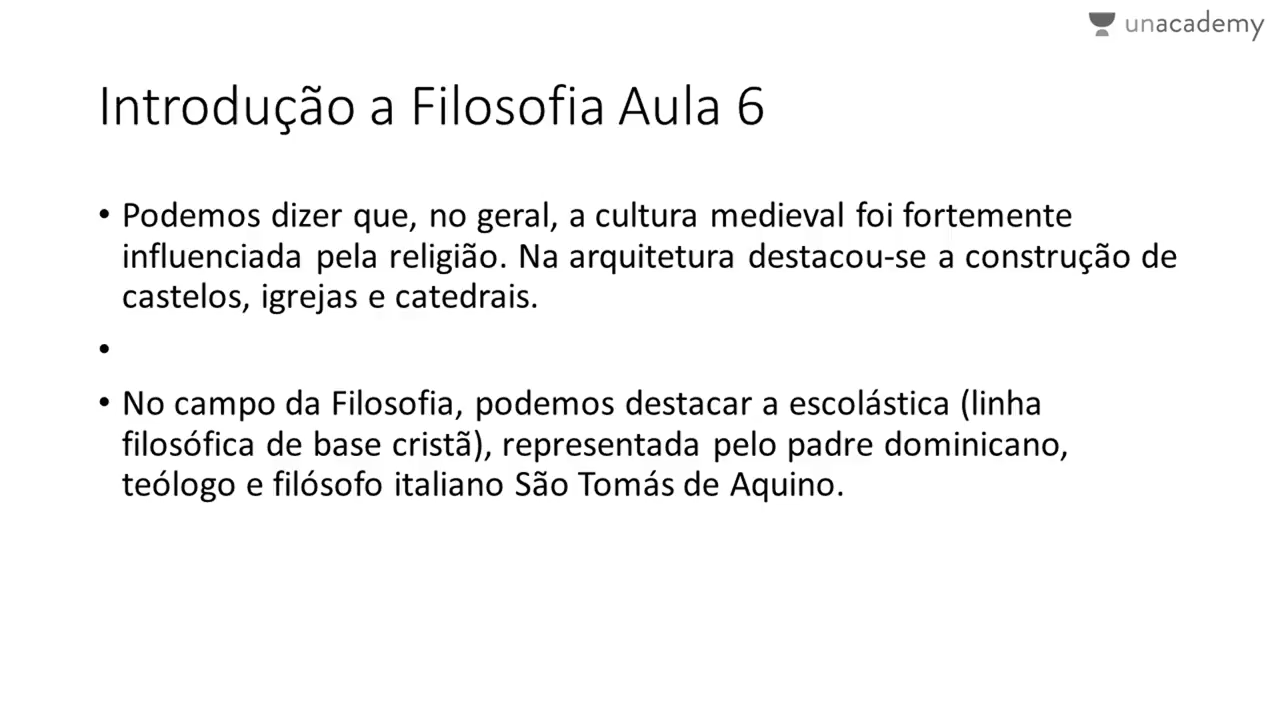 unacademy
Introdução a Filosofia Aula 6
• Podemos dizer que, no geral, a cultura medieval foi fortemente
influenciada pela religião. Na arquitetura destacou-se a construção de
castelos, igrejas e catedrais.
•
• No campo da Filosofia, podemos destacar a escolástica (linha
filosófica de base cristã), representada pelo padre dominicano,
teólogo e filósofo italiano São Tomás de Aquino.